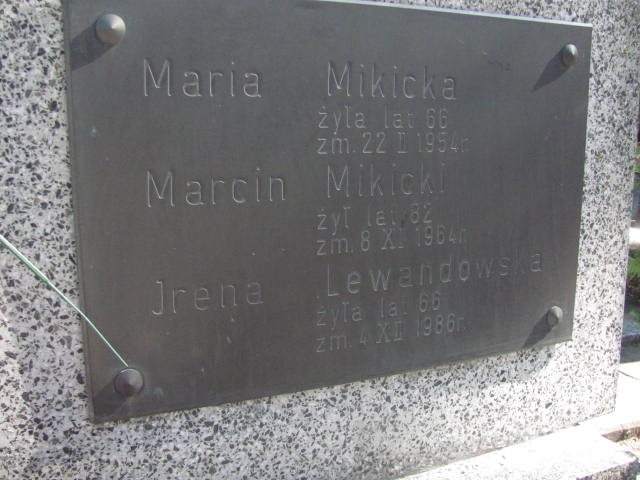 Maria Mikicka
żyła lat 66
zm. 22 II 1954r.
Marcin Mikicki
żył lat 82
zm. 8 XI 1964r.
Jrena Lewandowska
żyła lat 66
zm. 4 XII 1986r.